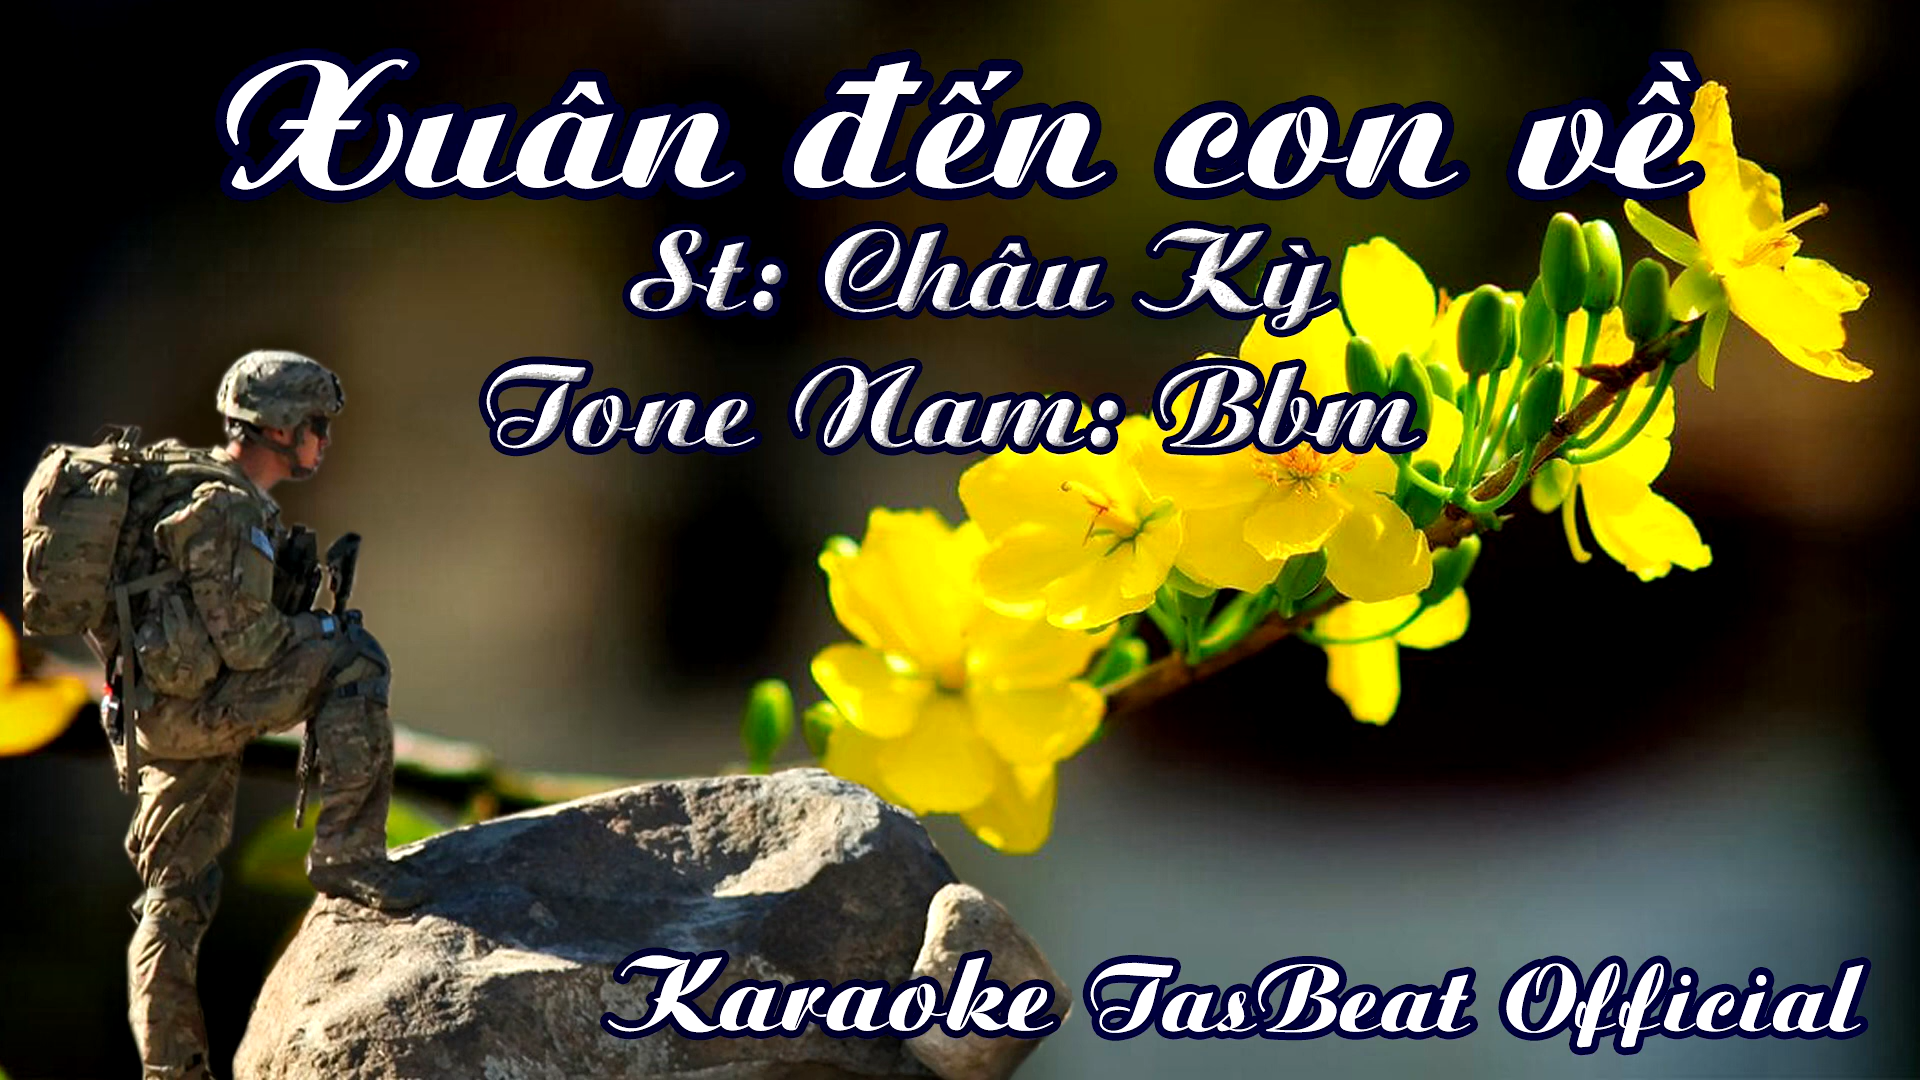 Xuân đến con về
St: Châu Kỳ
Tone Nam: Bbm
Karaoke TasBeat Official